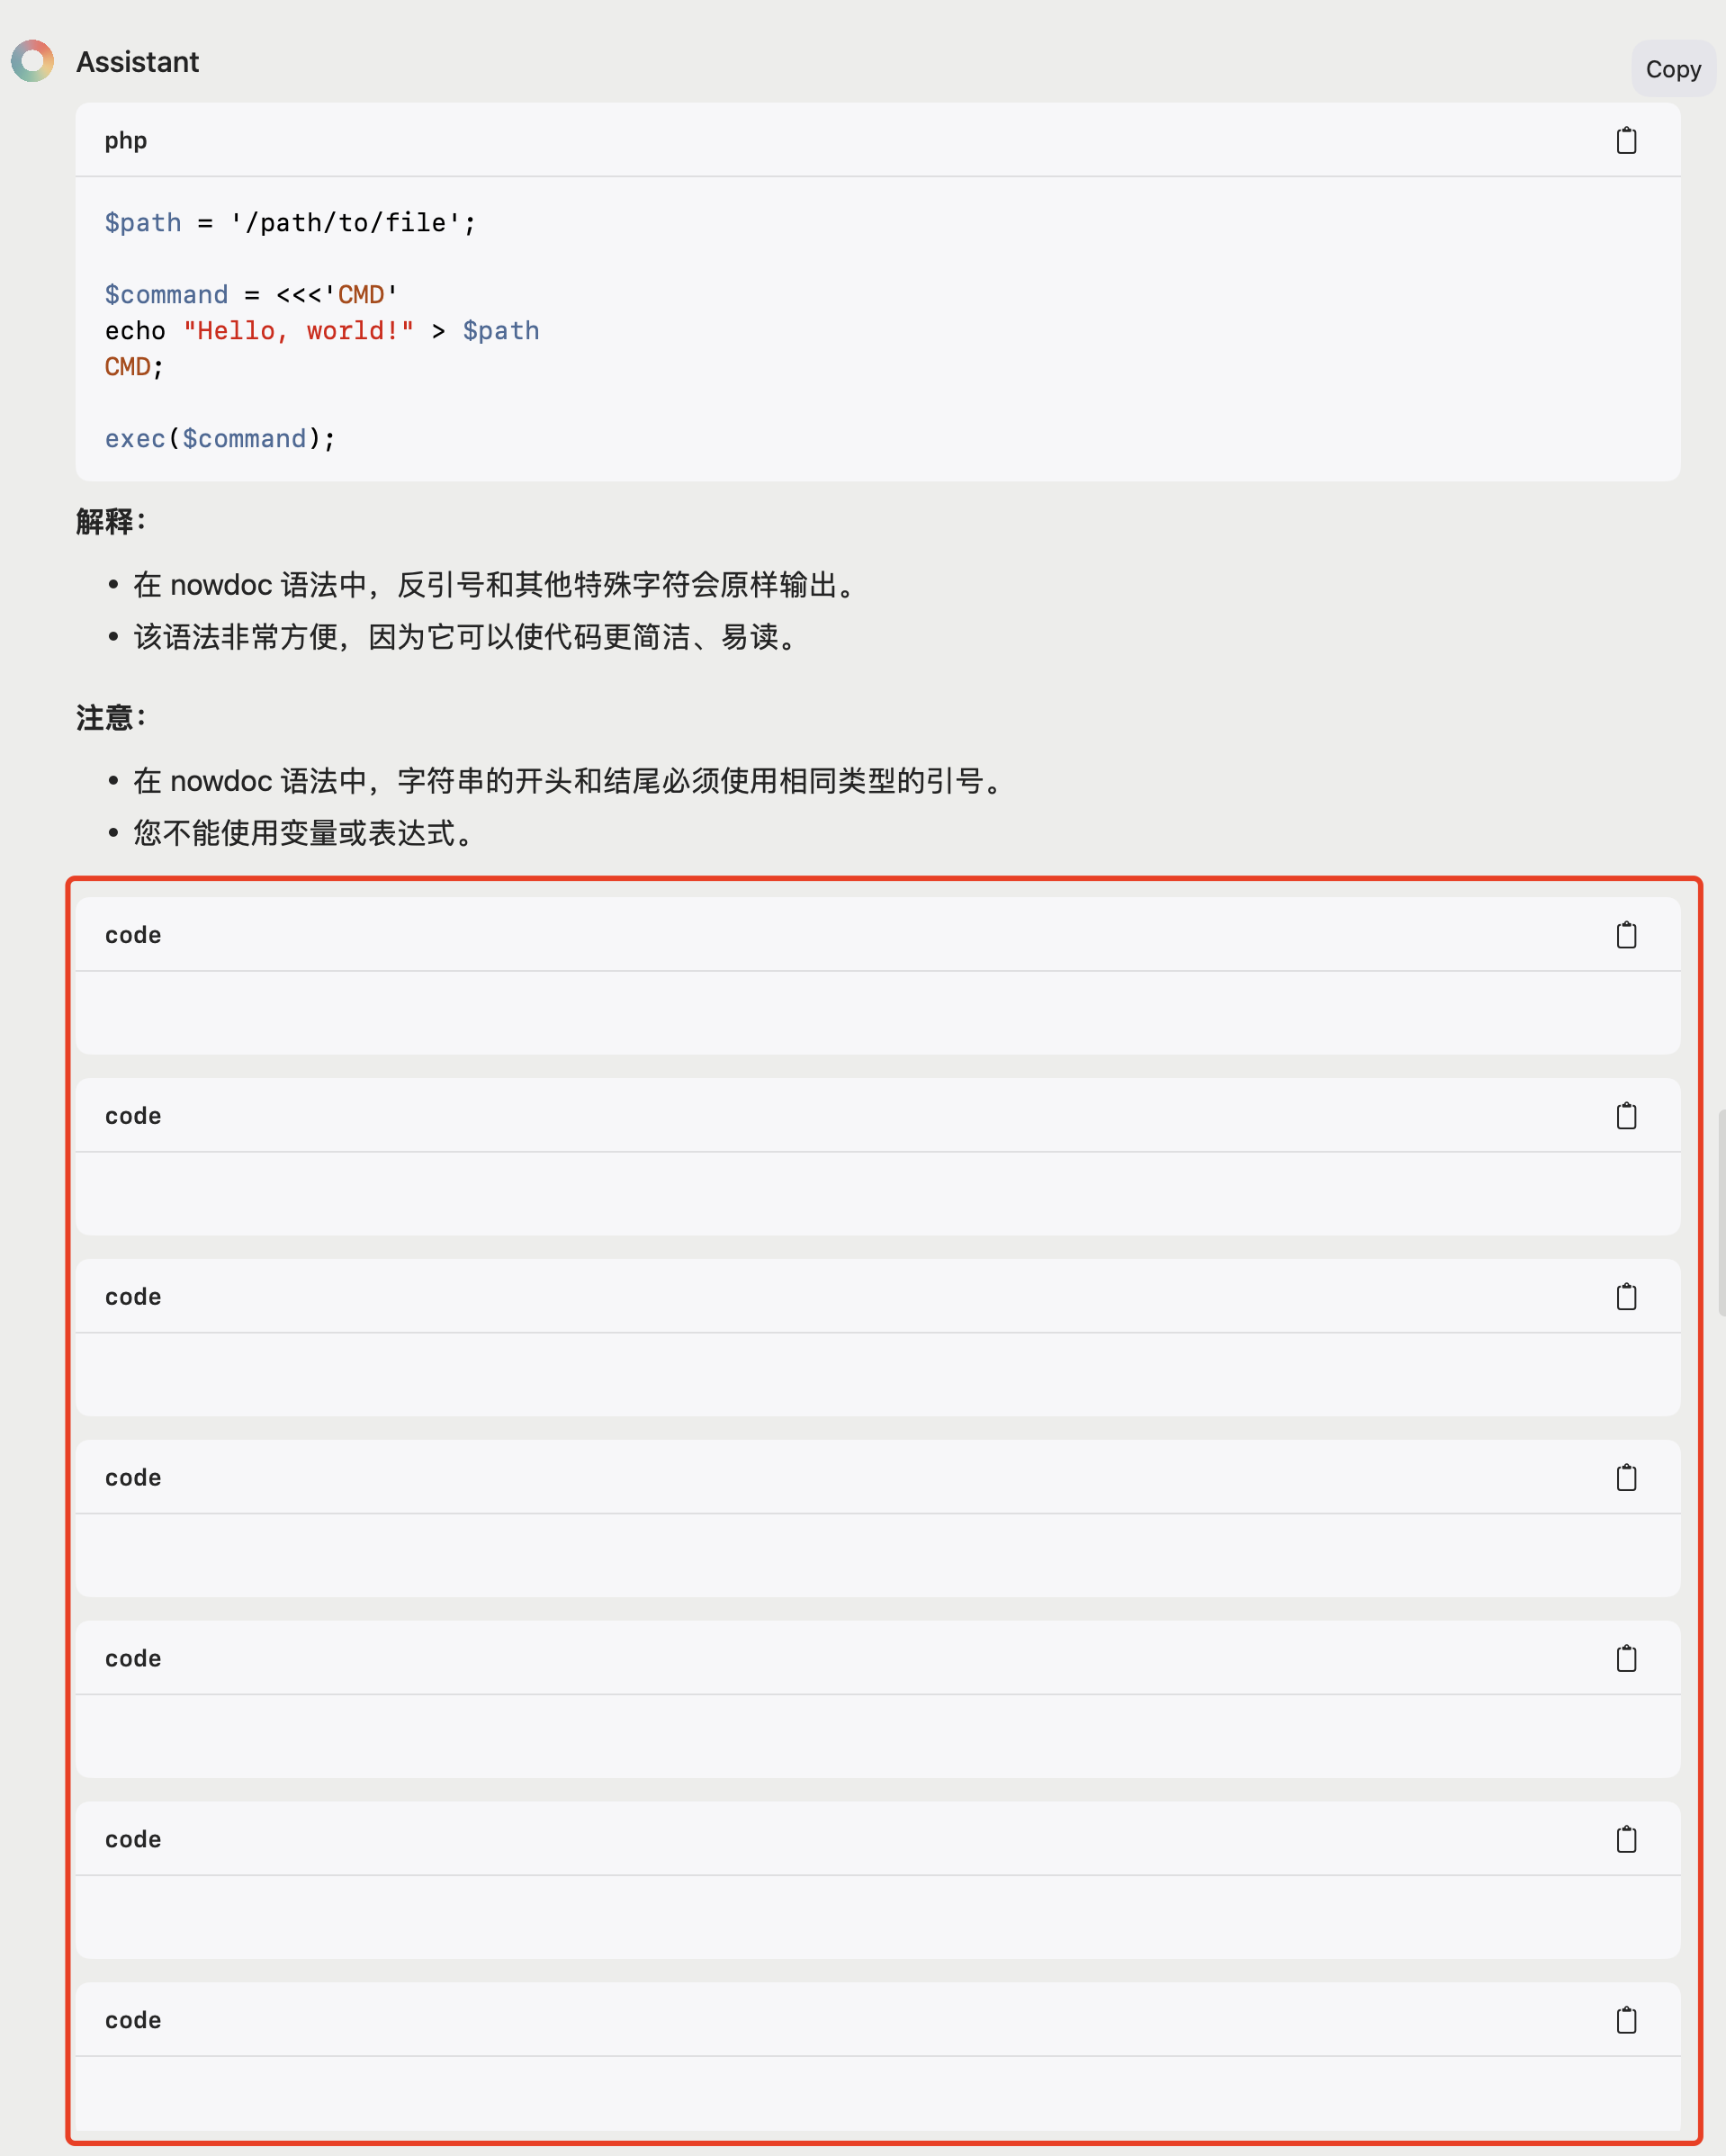 Assistant
Copy
php
$path = '/path/to/file';
$command = <<<'CMD'
echo "Hello, world!" > $path
CMD;
exec($command);
解释：
• 在 nowdoc 语法中，反引号和其他特殊字符会原样输出。
• 该语法非常方便，因为它可以使代码更简洁、易读。
注意：
• 在 nowdoc 语法中，字符串的开头和结尾必须使用相同类型的引号。
• 您不能使用变量或表达式。
code
code
code
code
code
code
code